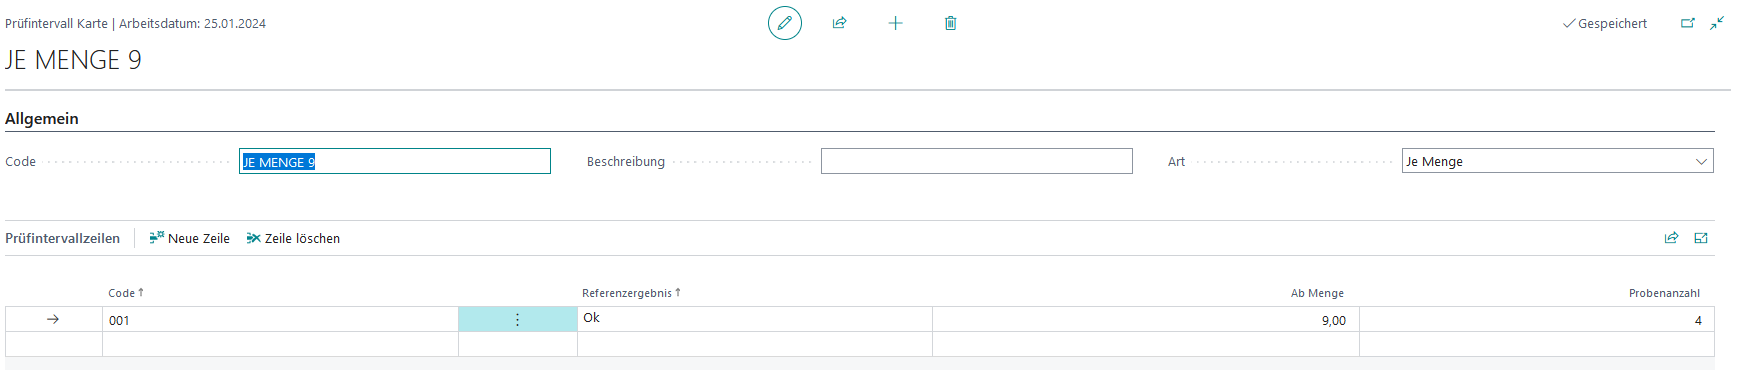 Prüfintervall Karte | Arbeitsdatum: 25.01.2024
Gespeichert
JE MENGE 9
Allgemein
Code JE MENGE 9 Beschreibung Art Je Menge
Prüfintervallzeilen Neue Zeile Zeile löschen
Code ↑ Referenzergebnis ↑ Ab Menge Probenanzahl
001 Ok 9,00 4